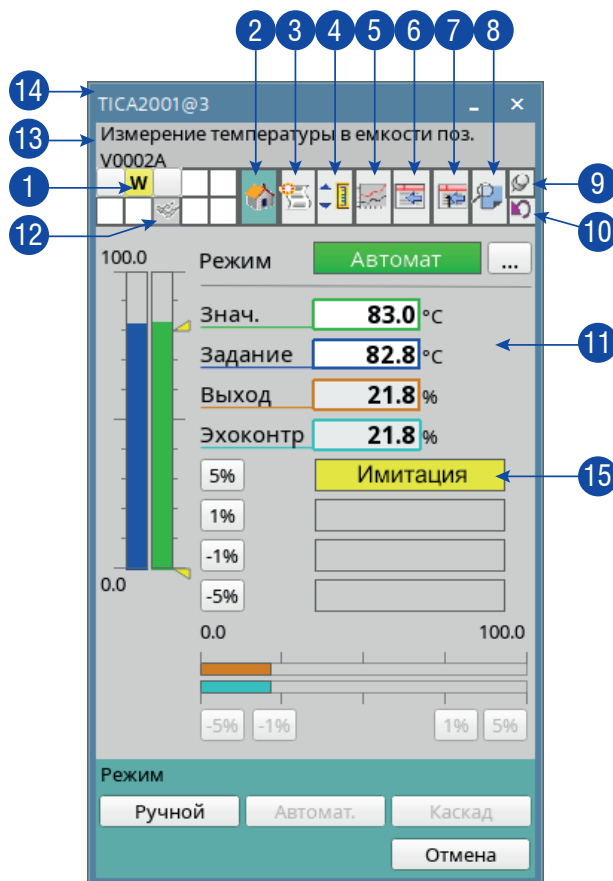 2 3 4 5 6 7 8
14 TICA2001@3
13 Измерение температуры в емкости поз.
V0002A
1 W 9
12 10
100.0 Режим Автомат ...
Знач. 83.0 °C 11
Задание 82.8 °C
Выход 21.8 %
Эхоконтр 21.8 %
5% Имитация 15
1%
-1%
0.0 -5%
0.0 100.0
-5% -1% 1% 5%
Режим
Ручной Автомат. Каскад
Отмена